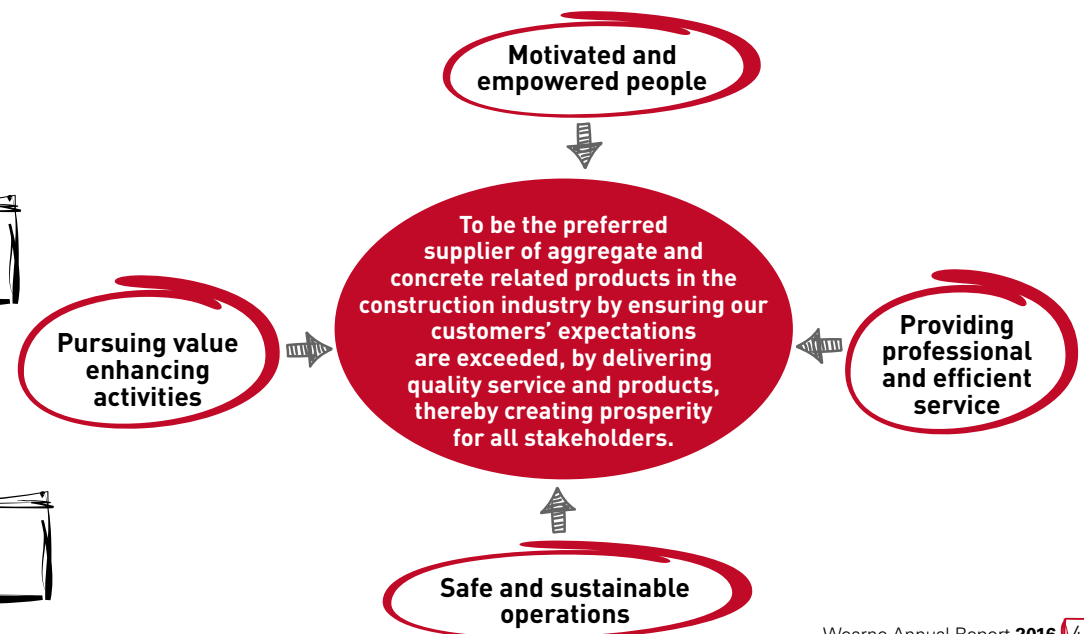 Motivated and
empowered people
To be the preferred
supplier of aggregate and
concrete related products in the
construction industry by ensuring our
customers’ expectations
are exceeded, by delivering
quality service and products,
thereby creating prosperity
for all stakeholders.
Pursuing value
enhancing
activities
Providing
professional
and efficient
service
Safe and sustainable
operations
Annual Report 2016